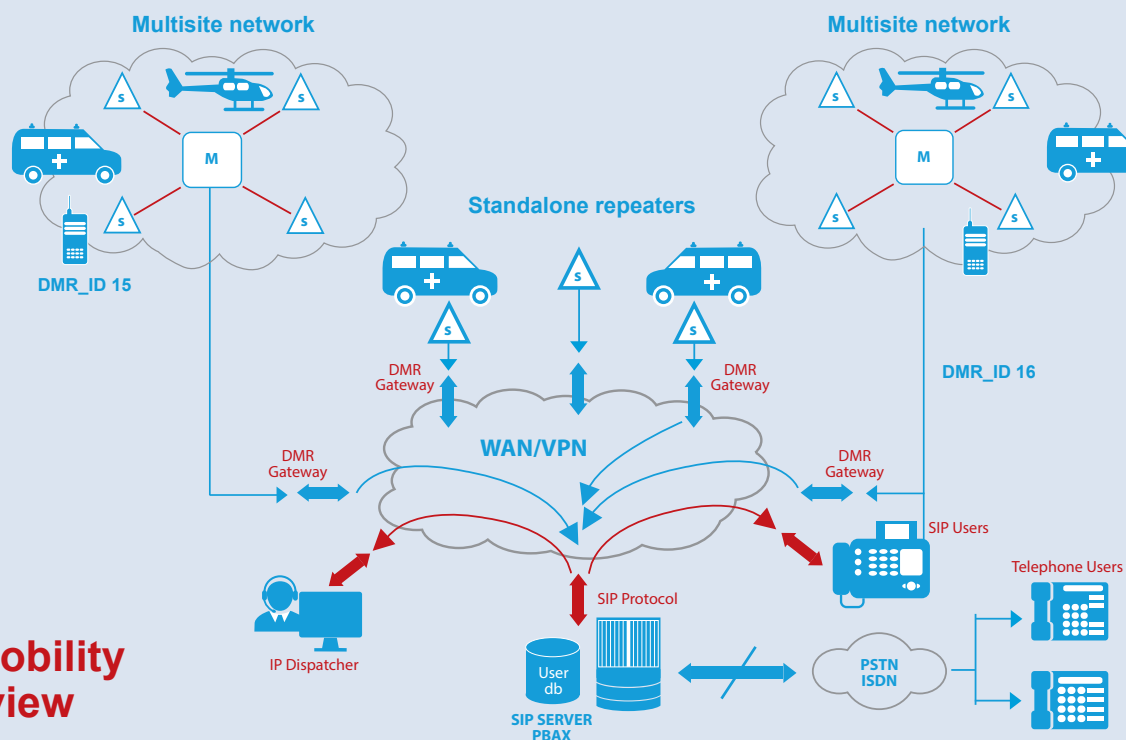 Multisite network
Multisite network
S
S
M
S
S
DMR_ID 15
S
S
M
S
S
DMR_ID 16
Standalone repeaters
S
S
S
DMR
Gateway
DMR
Gateway
WAN/VPN
DMR
Gateway
DMR
Gateway
SIP Users
Telephone Users
IP Dispatcher
SIP Protocol
User
db
SIP SERVER
PBAX
PSTN
ISDN
obility
view